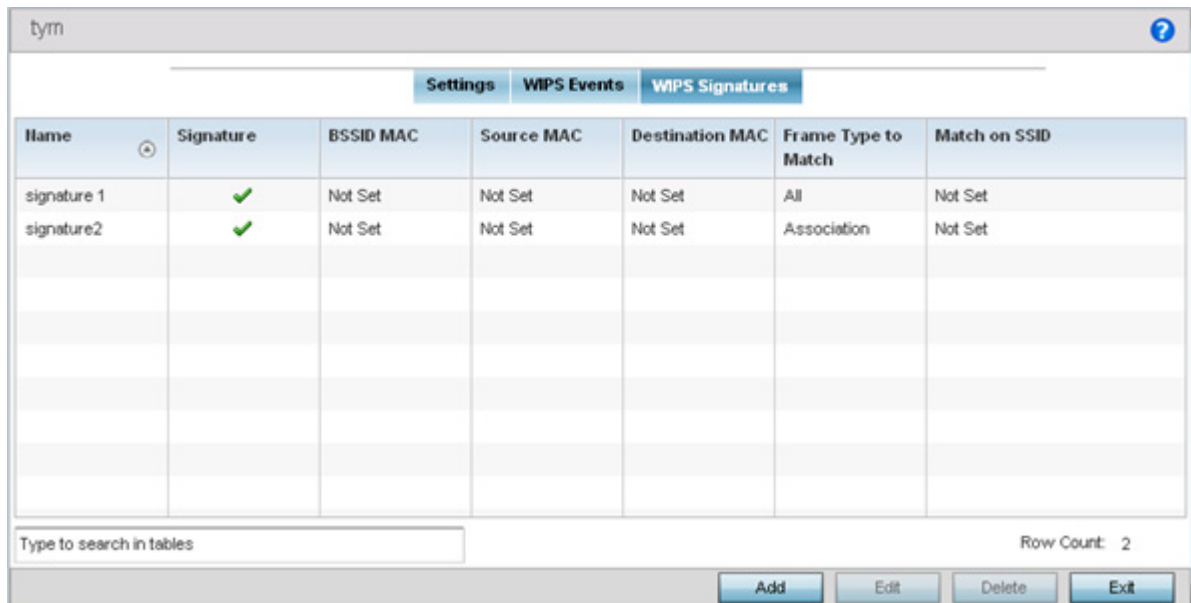 tym
?
Settings WIPS Events WIPS Signatures
Name Signature BSSID MAC Source MAC Destination MAC Frame Type to Match Match on SSID
signature 1 Not Set Not Set Not Set All Not Set
signature2 Not Set Not Set Not Set Association Not Set
Type to search in tables Row Count: 2
Add Edit Delete Exit